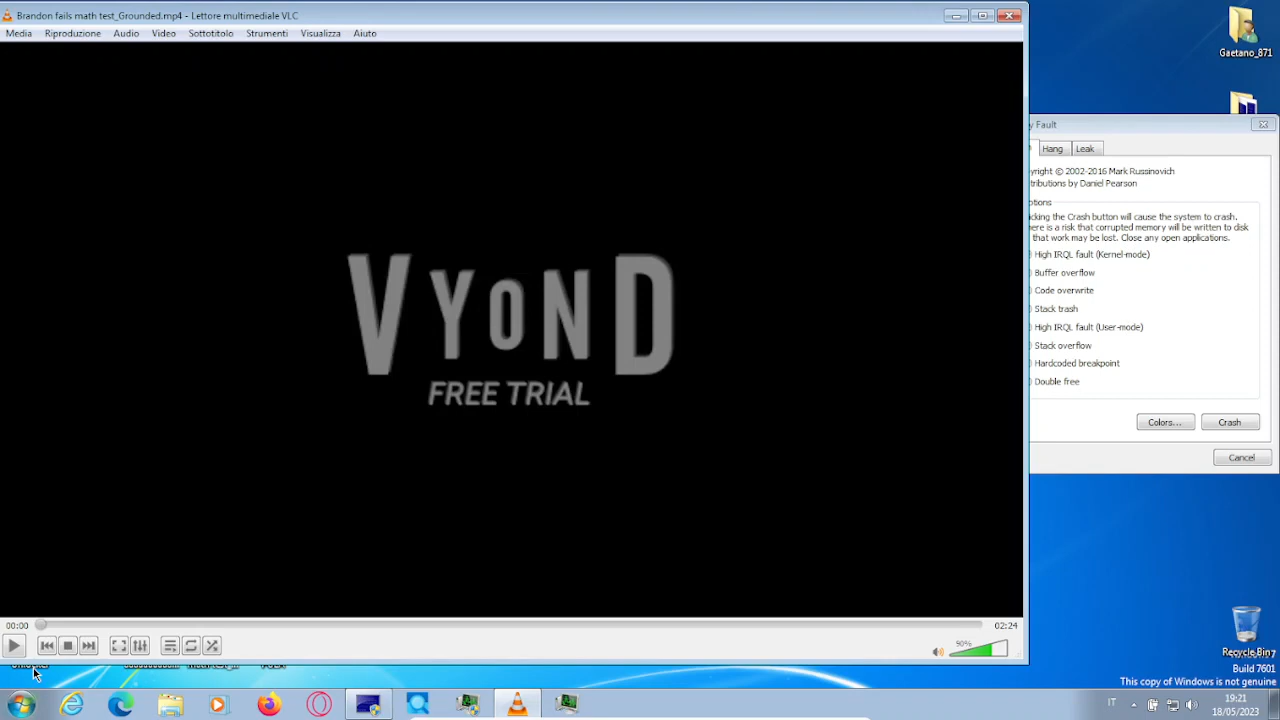 Brandon fails math test_Grounded.mp4 - Lettore multimediale VLC
Media Riproduzione Audio Video Sottotitolo Strumenti Visualizza Aiuto
Gaetano_871
VYOND
FREE TRIAL
y Fault
Hang Leak
yright © 2002-2016 Mark Russinovich
tributions by Daniel Pearson
ptions
icking the Crash button will cause the system to crash.
here is a risk that corrupted memory will be written to disk
that work may be lost. Close any open applications.
High IRQL fault (Kernel-mode)
Buffer overflow
Code overwrite
Stack trash
High IRQL fault (User-mode)
Stack overflow
Hardcoded breakpoint
Double free
Colors... Crash
Cancel
00:00 02:24
90%
Recycle Bin
7
Build 7601
This copy of Windows is not genuine
IT
19:21
18/05/2023